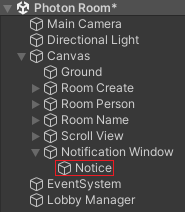 Photon Room*
Main Camera
Directional Light
Canvas
Ground
Room Create
Room Person
Room Name
Scroll View
Notification Window
Notice
EventSystem
Lobby Manager